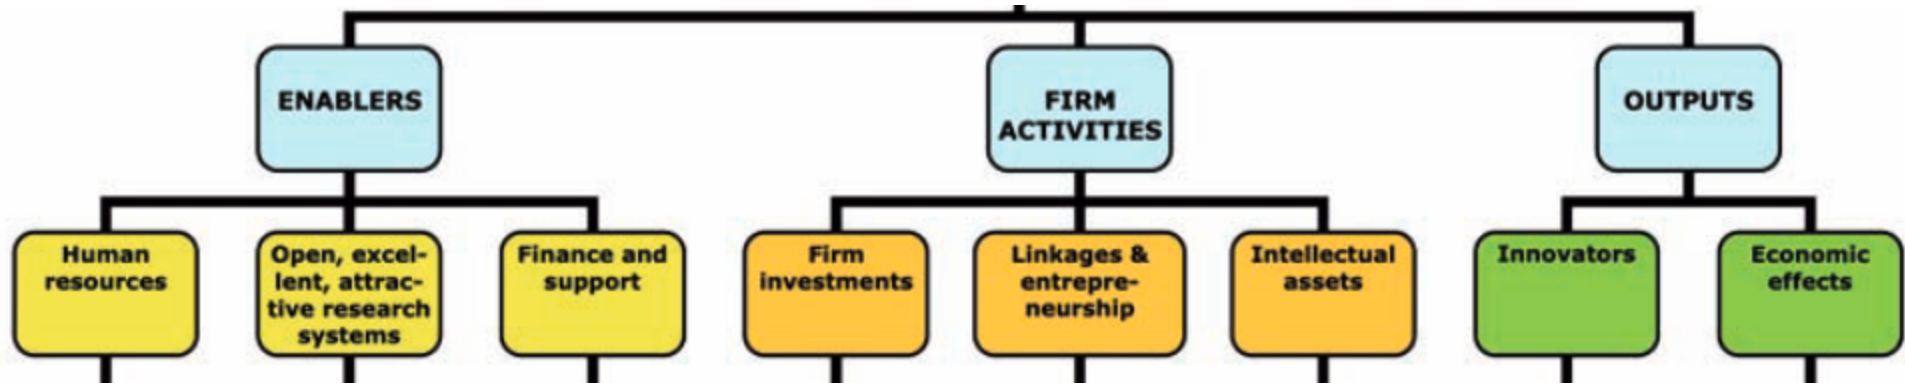 ENABLERS
FIRM
ACTIVITIES
OUTPUTS
Human
resources
Open, excel-
lent, attrac-
tive research
systems
Finance and
support
Firm
investments
Linkages &
entrepre-
neurship
Intellectual
assets
Innovators
Economic
effects